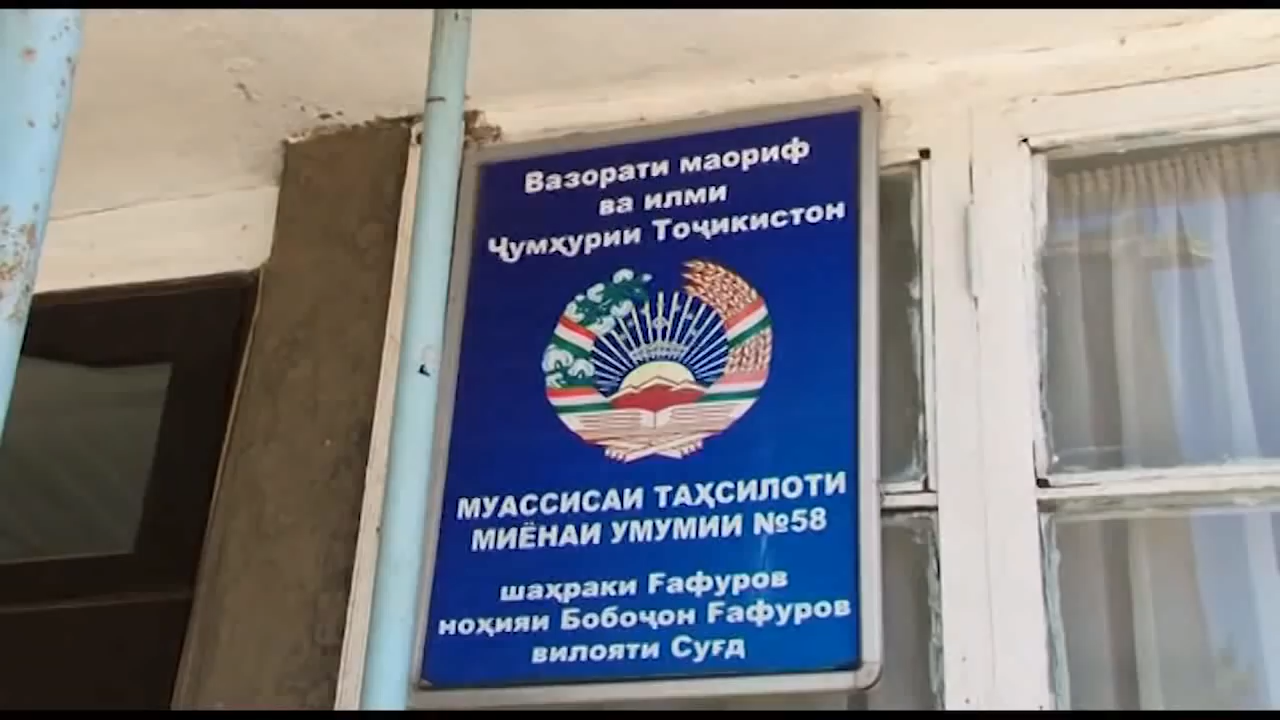 Вазорати маориф
ва илми
Ҷумҳурии Тоҷикистон
МУАССИСАИ ТАҲСИЛОТИ
МИЁНАИ УМУМИИ №58
шаҳраки Ғафуров
ноҳияи Бобоҷон Ғафуров
вилояти Суғд